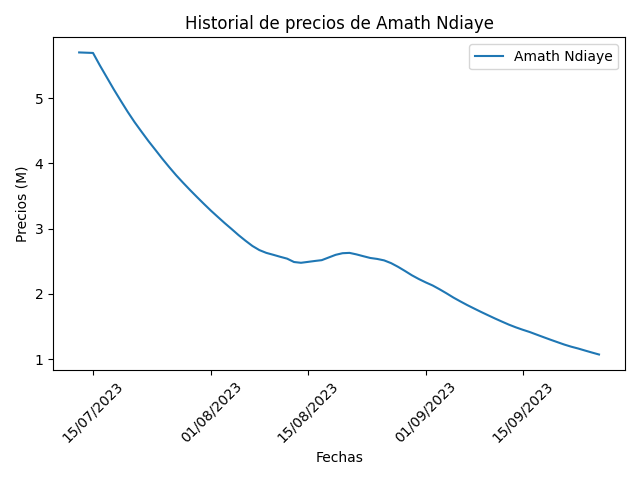 Historial de precios de Amath Ndiaye
Amath Ndiaye
Precios (M)
5
4
3
2
1
15/07/2023
01/08/2023
15/08/2023
01/09/2023
15/09/2023
Fechas